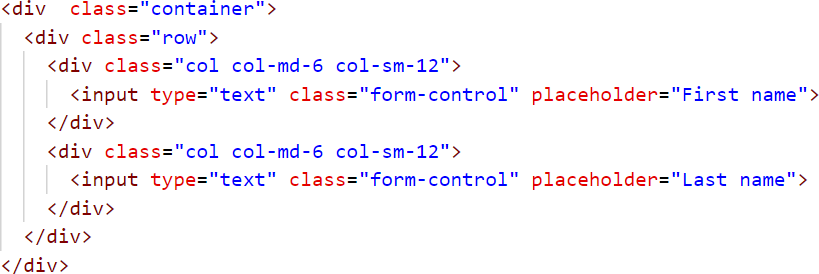 <div  class="container">
  <div class="row">
    <div class="col col-md-6 col-sm-12">
      <input type="text" class="form-control" placeholder="First name">
    </div>
    <div class="col col-md-6 col-sm-12">
      <input type="text" class="form-control" placeholder="Last name">
    </div>
  </div>
</div>